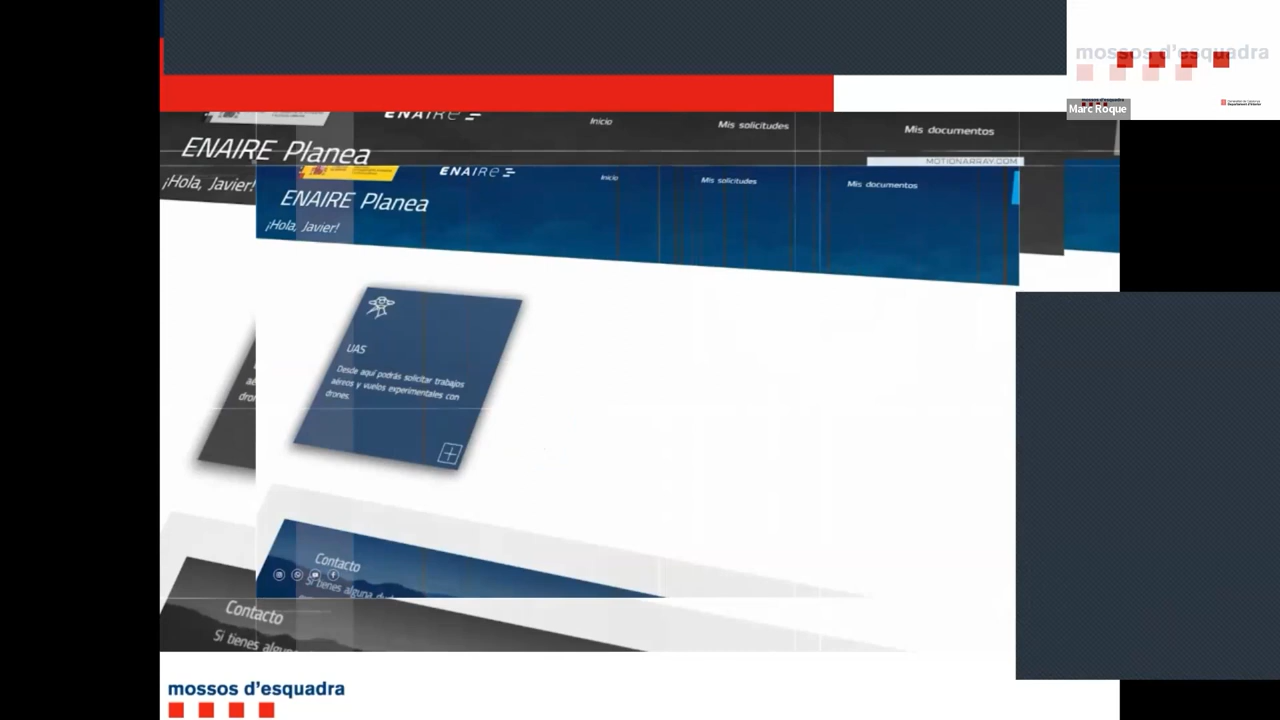 mossos d'esquadra
Marc Roque
ENAIRE
Inicio
Mis solicitudes
Mis documentos
ENAIRE Planea
¡Hola, Javier!
MOTIONARRAY.COM
ENAIRE
Inicio
Mis solicitudes
Mis documentos
ENAIRE Planea
¡Hola, Javier!
UAS
Desde aquí podrás solicitar trabajos
aéreos y vuelos experimentales con
drones.
Contacto
Si tienes alguna
Contacto
Si tienes
mossos d'esquadra